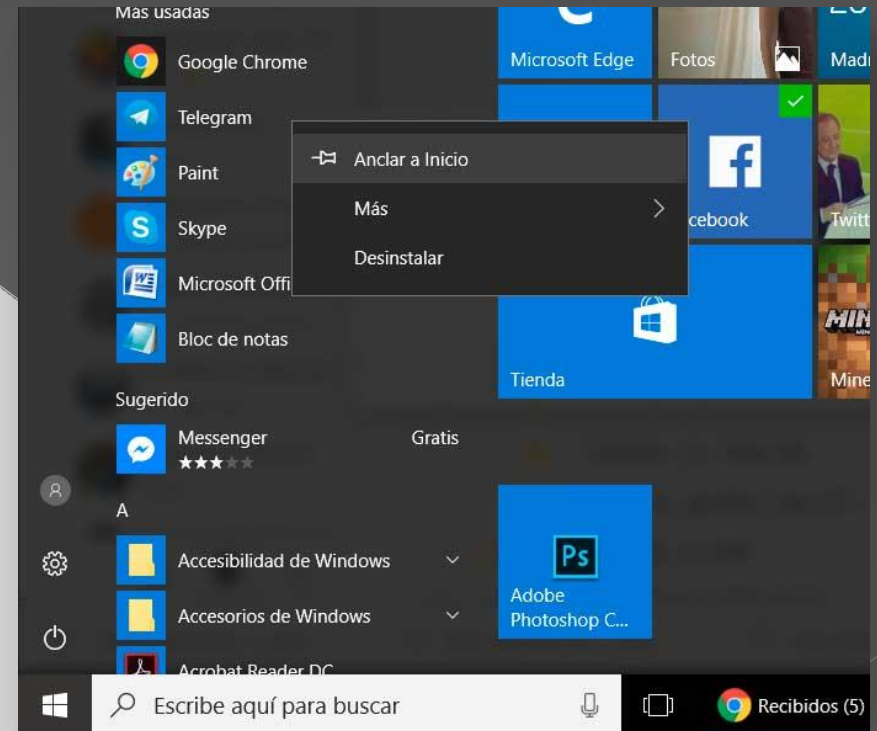 Más usadas
Google Chrome
Telegram
Paint
Skype
Microsoft Offi
Bloc de notas
Sugerido
Messenger
Gratis
A
Accesibilidad de Windows
Accesorios de Windows
Acrobat Reader DC
Anclar a Inicio
Más
Desinstalar
Microsoft Edge
Fotos
Madr
cebook
Twitt
Tienda
MIN
Mine
Ps
Adobe
Photoshop C...
Escribe aquí para buscar
Recibidos (5)